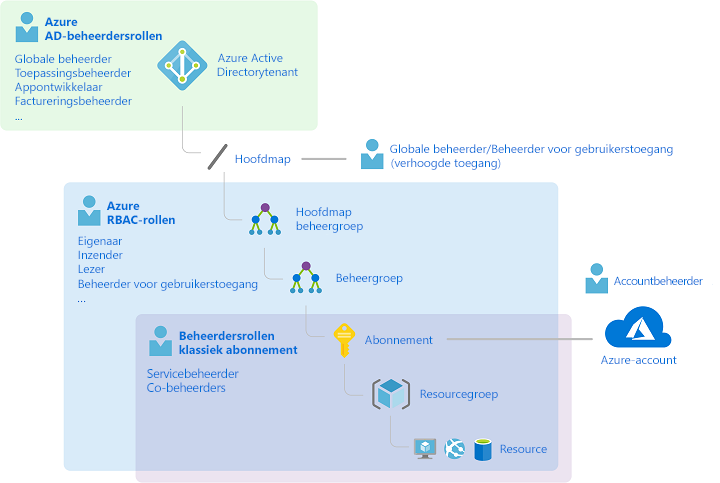 Azure
AD-beheerdersrollen
Globale beheerder
Toepassingsbeheerder
Appontwikkelaar
Factureringsbeheerder
...
Azure Active
Directorytenant
Hoofdmap
Globale beheerder/Beheerder voor gebruikerstoegang
(verhoogde toegang)
Azure
RBAC-rollen
Eigenaar
Inzender
Lezer
Beheerder voor gebruikerstoegang
...
Hoofdmap
beheergroep
Beheergroep
Accountbeheerder
Azure-account
Beheerdersrollen
klassiek abonnement
Servicebeheerder
Co-beheerders
Abonnement
Resourcegroep
Resource